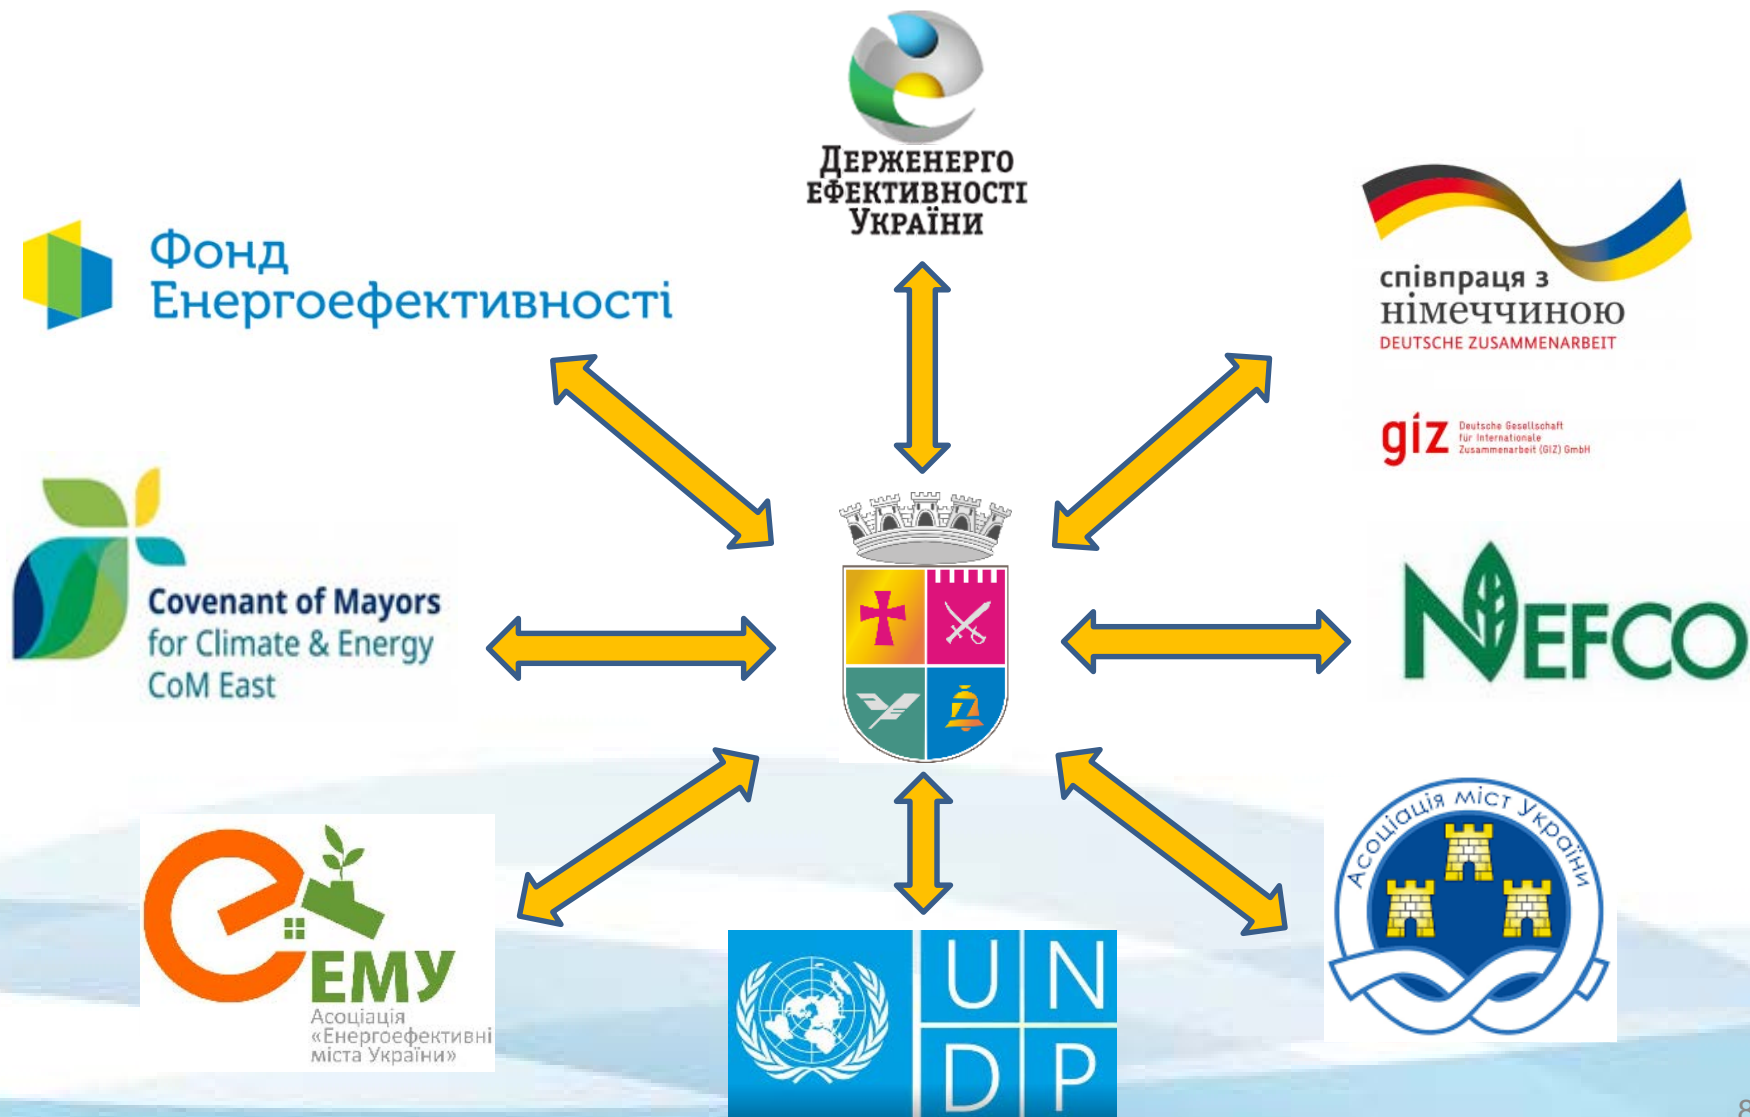 ДЕРЖЕНЕРГО
ЕФЕКТИВНОСТІ
УКРАЇНИ
Фонд
Енергоефективності
співпраця з
німеччиною
DEUTSCHE ZUSAMMENARBEIT
giz
Deutsche Gesellschaft
für Internationale
Zusammenarbeit (GIZ) GmbH
Covenant of Mayors
for Climate & Energy
CoM East
NEFCO
Z
Асоціація міст України
ЕМУ
Асоціація
«Енергоефективні
міста України»
UN
DP
8